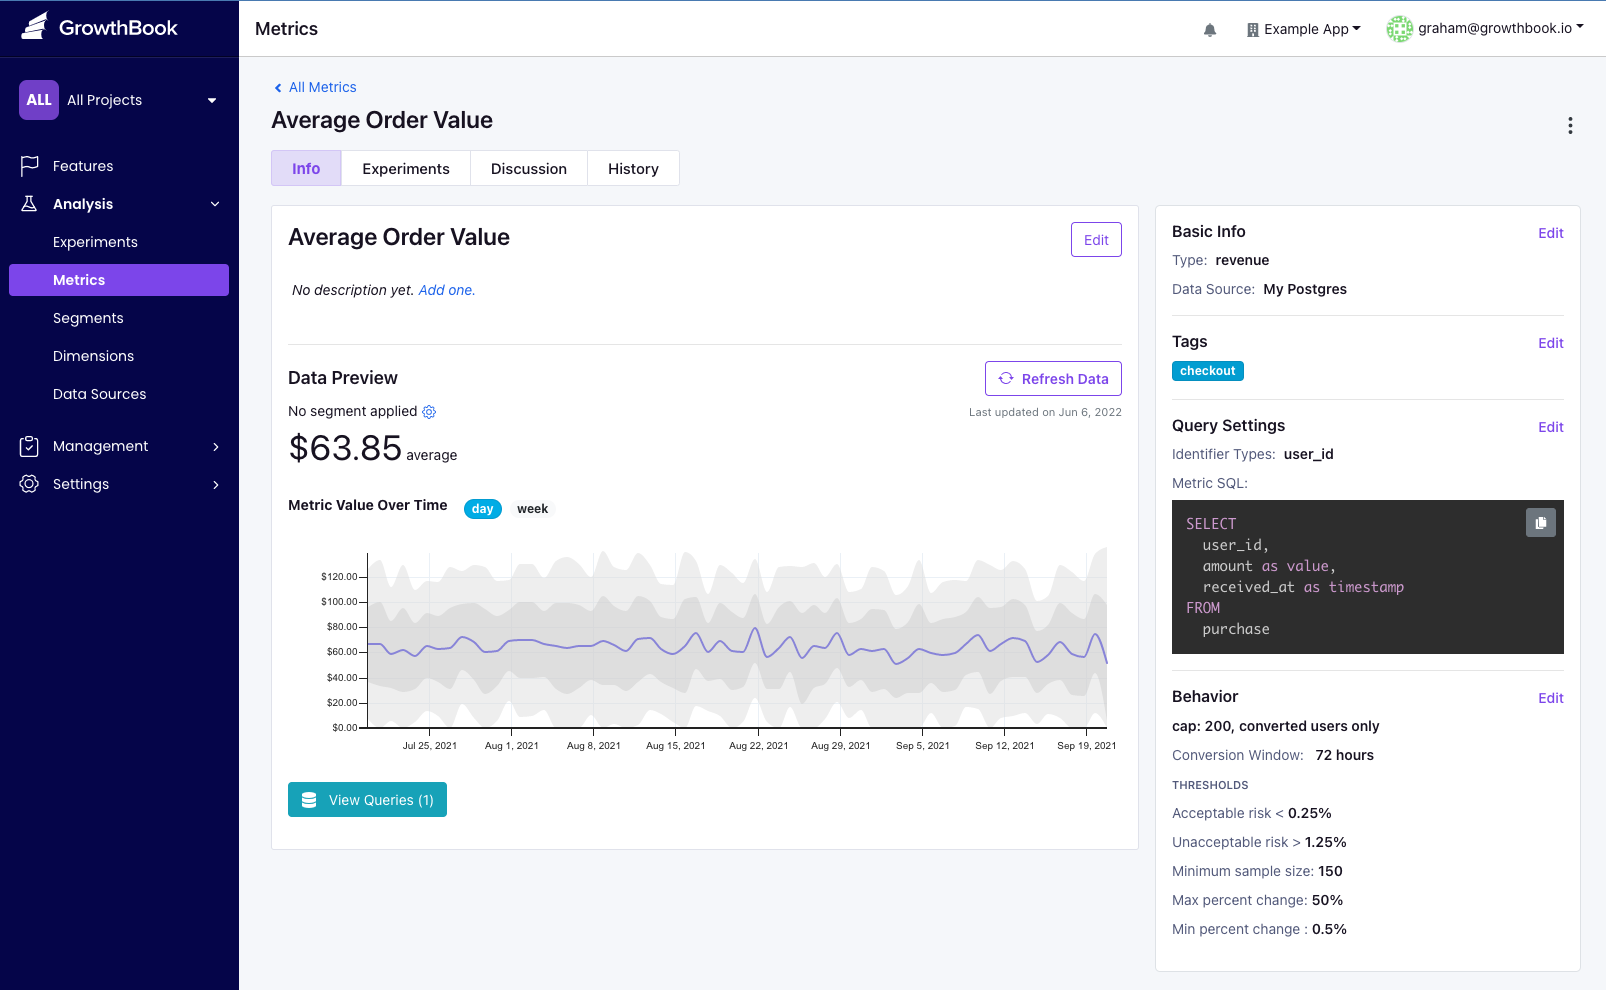 GrowthBook
Metrics
Example App
graham@growthbook.io
ALL All Projects
Features
Analysis
Experiments
Metrics
Segments
Dimensions
Data Sources
Management
Settings
All Metrics
Average Order Value
Info Experiments Discussion History
Average Order Value
Edit
No description yet. Add one.
Data Preview
Refresh Data
No segment applied
Last updated on Jun 6, 2022
$63.85 average
Metric Value Over Time day week
$120.00
$100.00
$80.00
$60.00
$40.00
$20.00
$0.00
Jul 25, 2021 Aug 1, 2021 Aug 8, 2021 Aug 15, 2021 Aug 22, 2021 Aug 29, 2021 Sep 5, 2021 Sep 12, 2021 Sep 19, 2021
View Queries (1)
Basic Info Edit
Type: revenue
Data Source: My Postgres
Tags Edit
checkout
Query Settings Edit
Identifier Types: user_id
Metric SQL:
SELECT
user_id,
amount as value,
received_at as timestamp
FROM
purchase
Behavior Edit
cap: 200, converted users only
Conversion Window: 72 hours
THRESHOLDS
Acceptable risk < 0.25%
Unacceptable risk > 1.25%
Minimum sample size: 150
Max percent change: 50%
Min percent change : 0.5%